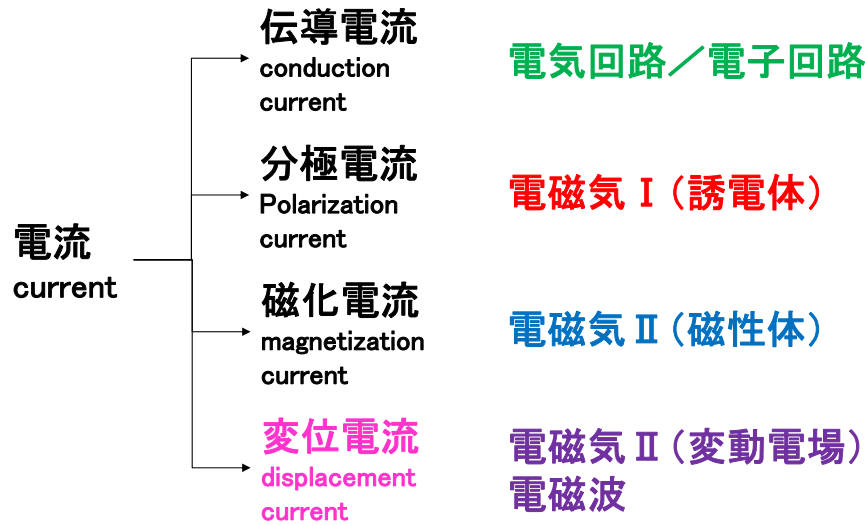 電流
current
伝導電流
conduction
current
電気回路／電子回路
分極電流
Polarization
current
電磁気Ⅰ（誘電体）
磁化電流
magnetization
current
電磁気Ⅱ（磁性体）
変位電流
displacement
current
電磁気Ⅱ（変動電場）
電磁波